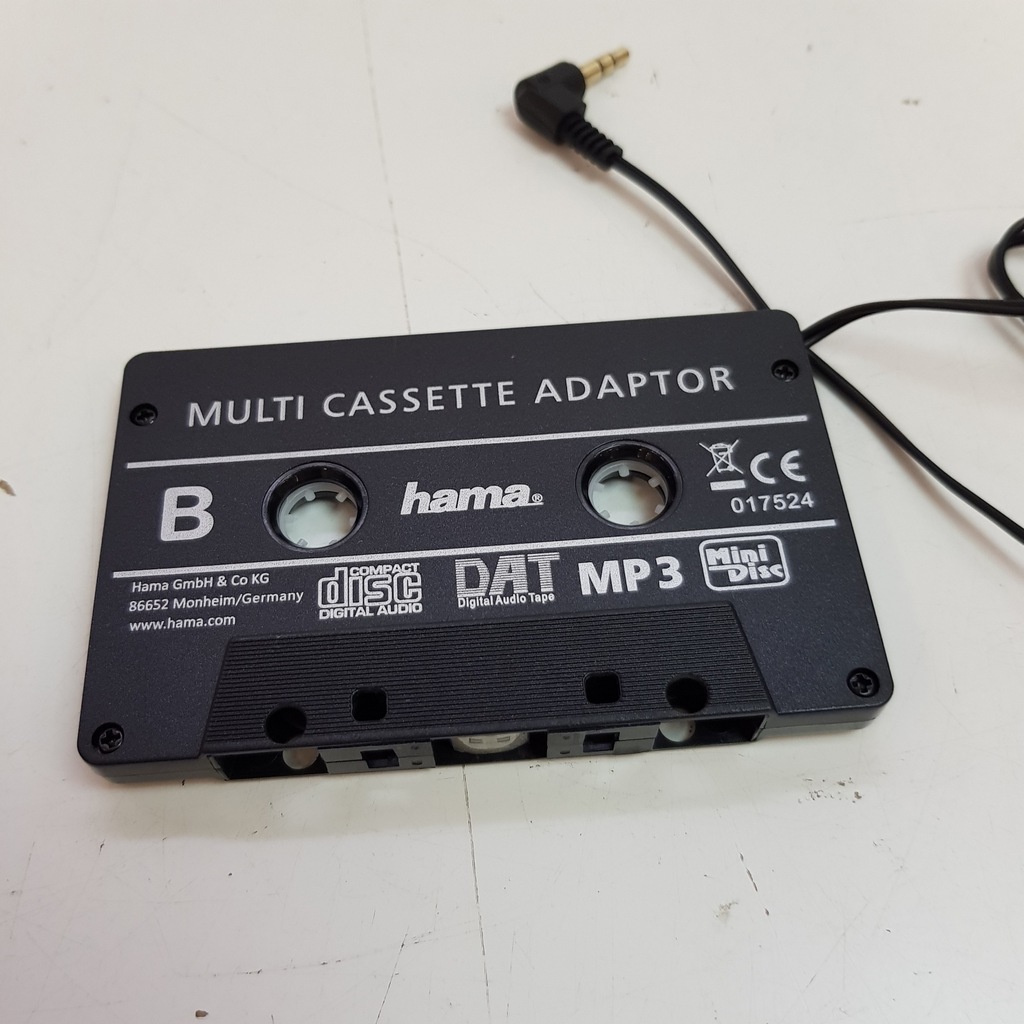 MULTI CASSETTE ADAPTOR
B
hama®
CE
017524
Hama GmbH & Co KG
86652 Monheim/Germany
www.hama.com
COMPACT
disc
DIGITAL AUDIO
DAT
Digital Audio Tape
MP3
Mini
Disc